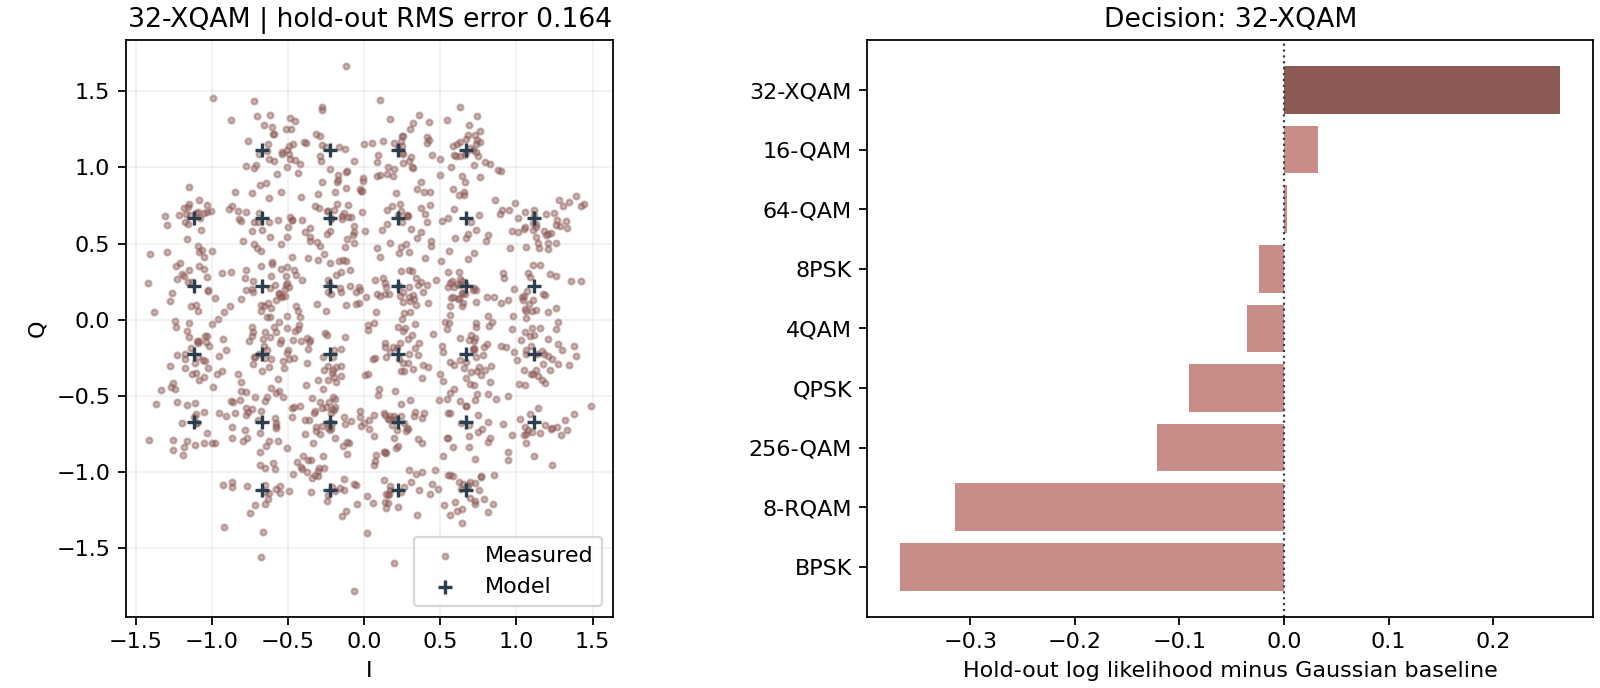 32-XQAM | hold-out RMS error 0.164
1.5
1.0
0.5
0.0
−0.5
−1.0
−1.5
Q
Measured
Model
−1.5 −1.0 −0.5 0.0 0.5 1.0 1.5
I
Decision: 32-XQAM
32-XQAM
16-QAM
64-QAM
8PSK
4QAM
QPSK
256-QAM
8-RQAM
BPSK
−0.3 −0.2 −0.1 0.0 0.1 0.2
Hold-out log likelihood minus Gaussian baseline